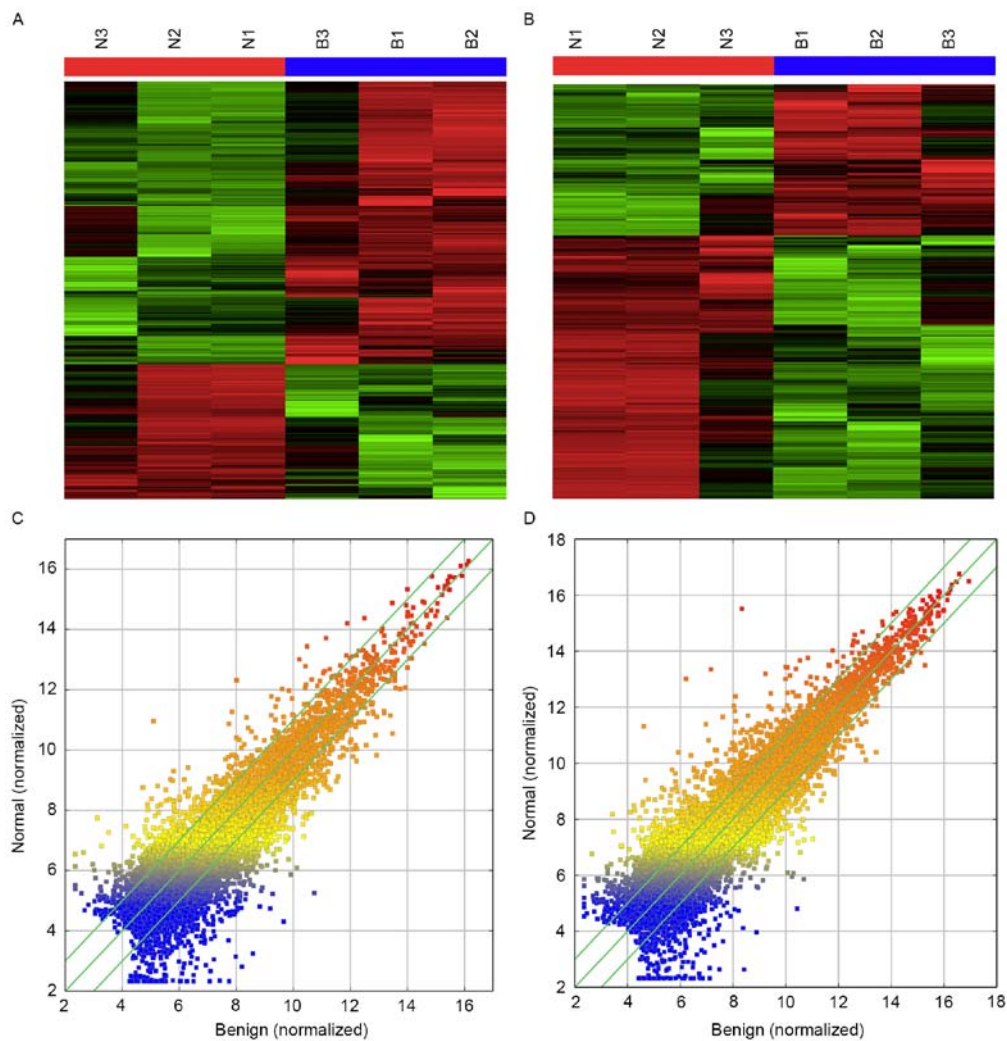 A
N3 N2 N1 B3 B1 B2
B
N1 N2 N3 B1 B2 B3
C
16
14
12
10
8
6
4
2
Normal (normalized)
2 4 6 8 10 12 14 16
Benign (normalized)
D
18
16
14
12
10
8
6
4
2
Normal (normalized)
2 4 6 8 10 12 14 16 18
Benign (normalized)